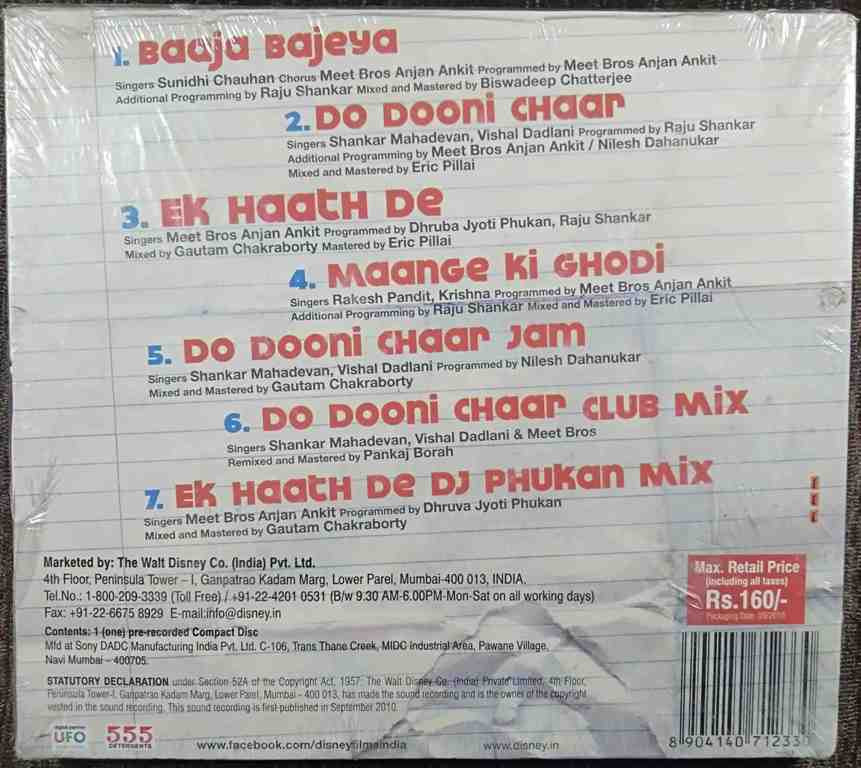 1. Baaja Bajeya
Singers Sunidhi Chauhan Chorus Meet Bros Anjan Ankit Programmed by Meet Bros Anjan Ankit
Additional Programming by Raju Shankar Mixed and Mastered by Biswadeep Chatterjee
2. Do Dooni Chaar
Singers Shankar Mahadevan, Vishal Dadlani Programmed by Raju Shankar
Additional Programming by Meet Bros Anjan Ankit / Nilesh Dahanukar
Mixed and Mastered by Eric Pillai
3. Ek Haath De
Singers Meet Bros Anjan Ankit Programmed by Dhruba Jyoti Phukan, Raju Shankar
Mixed by Gautam Chakraborty Mastered by Eric Pillai
4. Maange Ki Ghodi
Singers Rakesh Pandit, Krishna Programmed by Meet Bros Anjan Ankit
Additional Programming by Raju Shankar Mixed and Mastered by Eric Pillai
5. Do Dooni Chaar Jam
Singers Shankar Mahadevan, Vishal Dadlani Programmed by Nilesh Dahanukar
Mixed and Mastered by Gautam Chakraborty
6. Do Dooni Chaar Club Mix
Singers Shankar Mahadevan, Vishal Dadlani & Meet Bros
Remixed and Mastered by Pankaj Borah
7. Ek Haath De DJ Phukan Mix
Singers Meet Bros Anjan Ankit Programmed by Dhruva Jyoti Phukan
Mixed and Mastered by Gautam Chakraborty
Marketed by: The Walt Disney Co. (India) Pvt. Ltd.
4th Floor, Peninsula Tower – I, Ganpatrao Kadam Marg, Lower Parel, Mumbai-400 013, INDIA.
Tel.No.: 1-800-209-3339 (Toll Free) / +91-22-4201 0531 (B/w 9.30 AM-6.00PM-Mon-Sat on all working days)
Fax: +91-22-6675 8929 E-mail:info@disney.in
Contents: 1 (one) pre-recorded Compact Disc
Mfd at Sony DADC Manufacturing India Pvt. Ltd. C-106, Trans Thane Creek, MIDC Industrial Area, Pawane Village,
Navi Mumbai – 400705.
STATUTORY DECLARATION under Section 52A of the Copyright Act, 1957: The Walt Disney Co. (India) Private Limited, 4th Floor,
Peninsula Tower-I, Ganpatrao Kadam Marg, Lower Parel, Mumbai - 400 013, has made the sound recording and is the owner of the copyright
vested in the sound recording. This sound recording is first published in September 2010.
Max. Retail Price
(including all taxes)
Rs.160/-
Packaging Date:
8 904140 71233
digital partner
UFO
555
DETERGENTS
www.facebook.com/disneyfilmsindia
www.disney.in